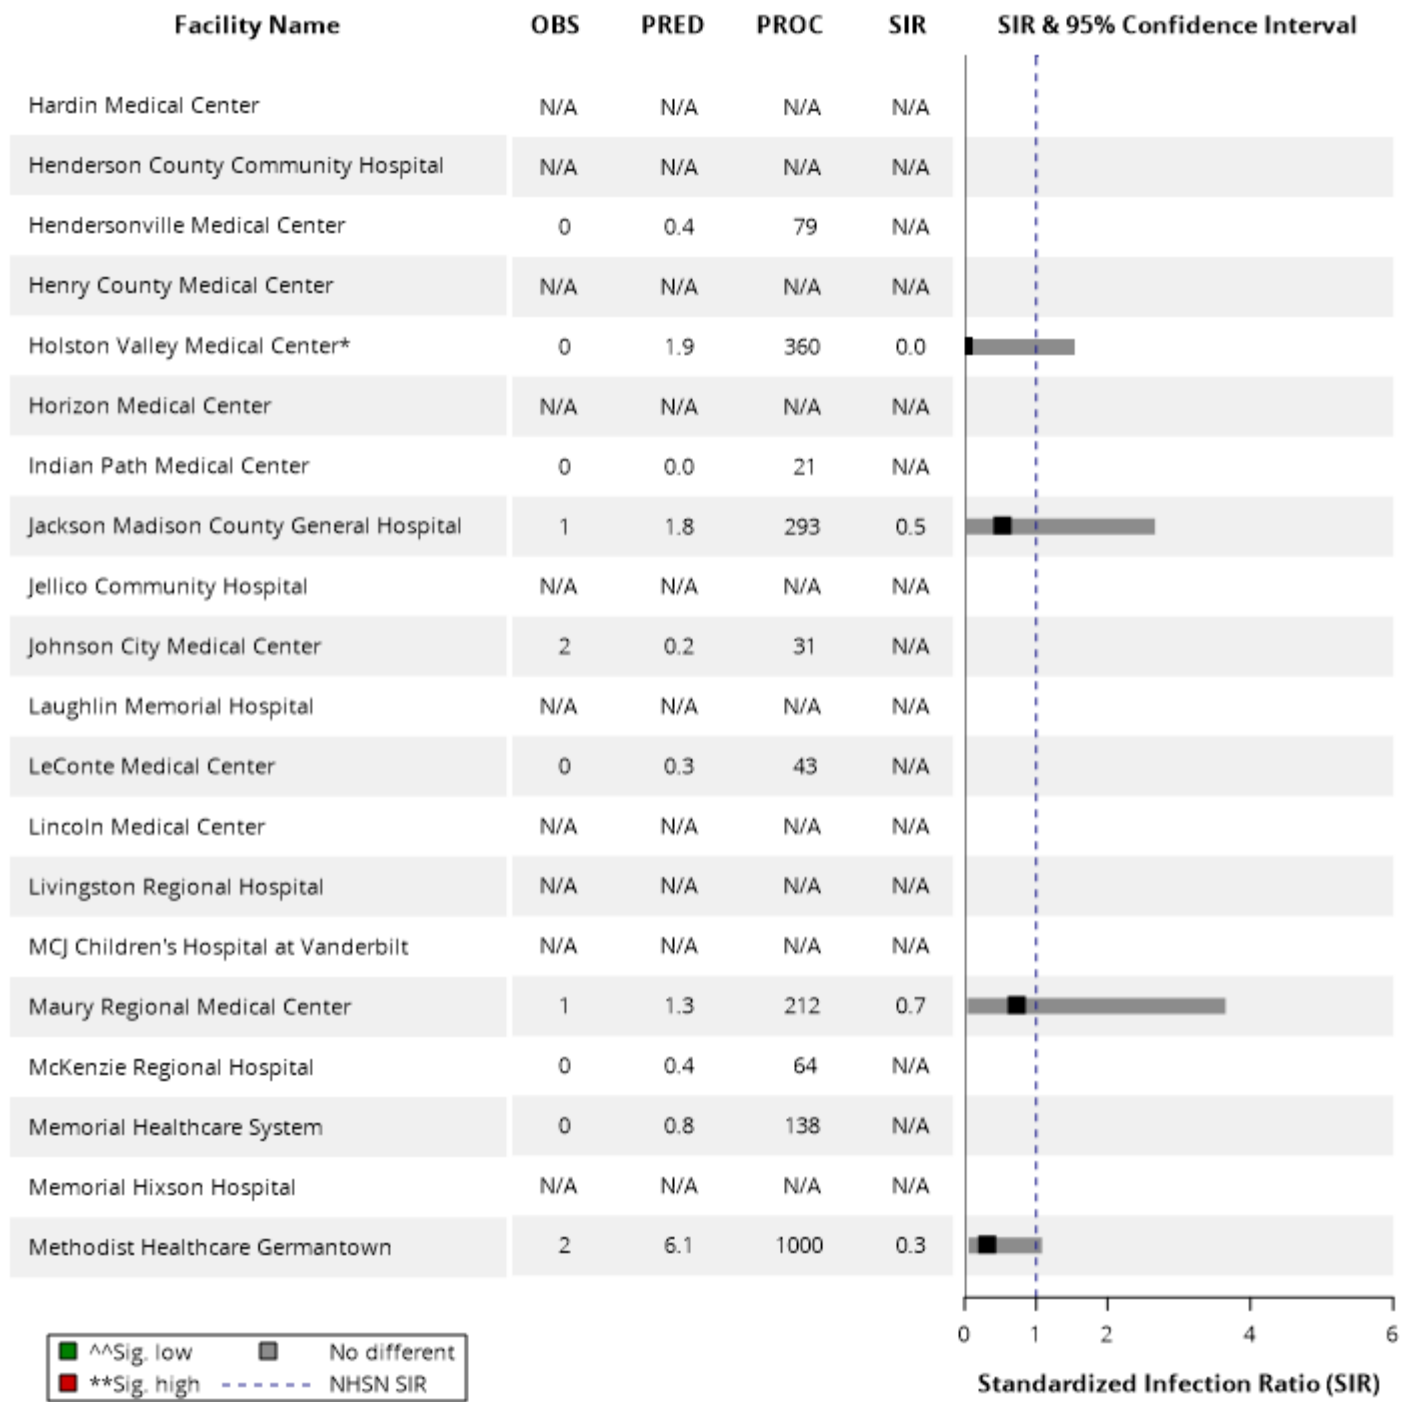 Facility Name OBS PRED PROC SIR SIR & 95% Confidence Interval
Hardin Medical Center N/A N/A N/A N/A
Henderson County Community Hospital N/A N/A N/A N/A
Hendersonville Medical Center 0 0.4 79 N/A
Henry County Medical Center N/A N/A N/A N/A
Holston Valley Medical Center* 0 1.9 360 0.0
Horizon Medical Center N/A N/A N/A N/A
Indian Path Medical Center 0 0.0 21 N/A
Jackson Madison County General Hospital 1 1.8 293 0.5
Jellico Community Hospital N/A N/A N/A N/A
Johnson City Medical Center 2 0.2 31 N/A
Laughlin Memorial Hospital N/A N/A N/A N/A
LeConte Medical Center 0 0.3 43 N/A
Lincoln Medical Center N/A N/A N/A N/A
Livingston Regional Hospital N/A N/A N/A N/A
MCJ Children's Hospital at Vanderbilt N/A N/A N/A N/A
Maury Regional Medical Center 1 1.3 212 0.7
McKenzie Regional Hospital 0 0.4 64 N/A
Memorial Healthcare System 0 0.8 138 N/A
Memorial Hixson Hospital N/A N/A N/A N/A
Methodist Healthcare Germantown 2 6.1 1000 0.3
0 1 2 4 6
^^Sig. low No different
**Sig. high NHSN SIR
Standardized Infection Ratio (SIR)